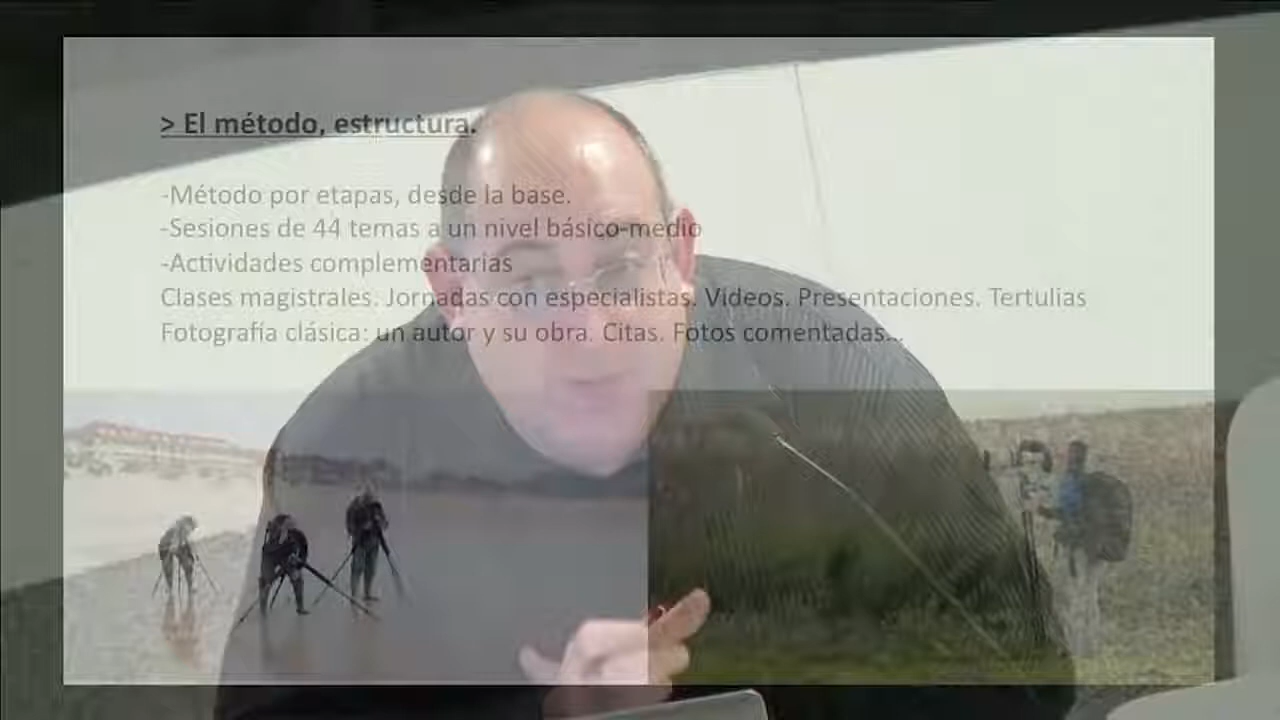 > El método, estructura.
-Método por etapas, desde la base.
-Sesiones de 44 temas a un nivel básico-medio
-Actividades complementarias
Clases magistrales. Jornadas con especialistas. Videos. Presentaciones. Tertulias
Fotografía clásica: un autor y su obra. Citas. Fotos comentadas...